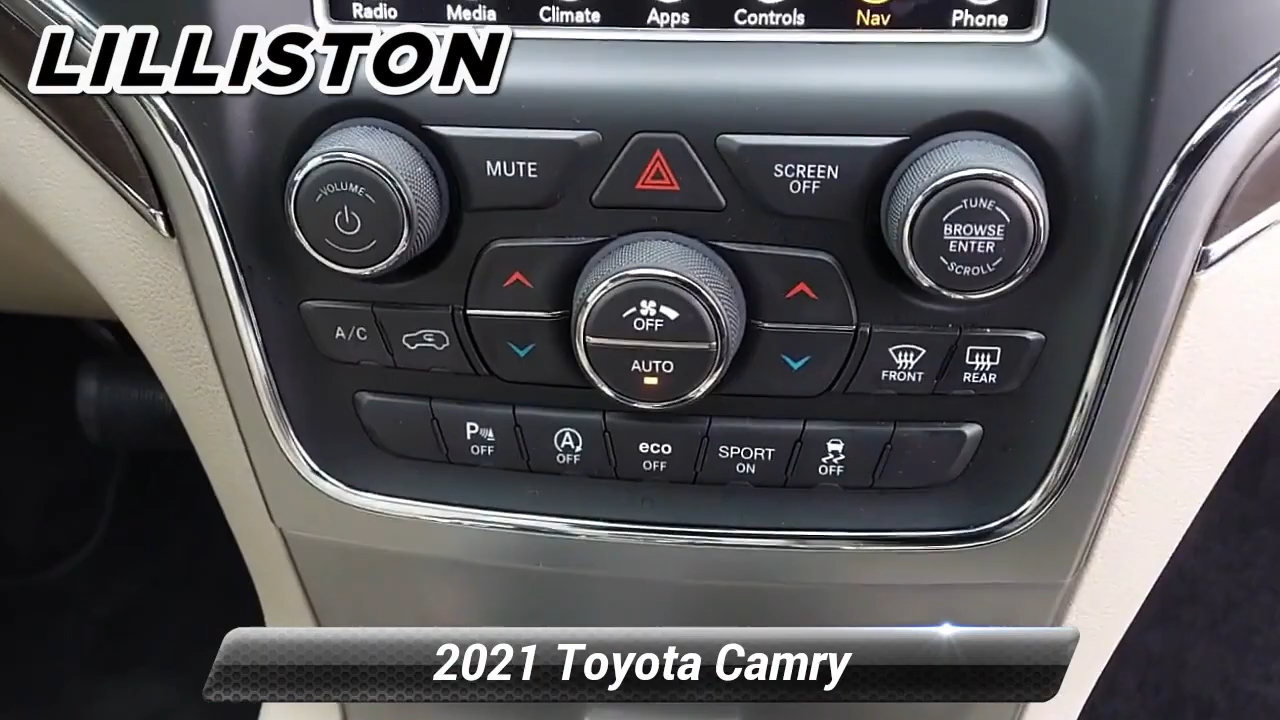 Radio Media Climate Apps Controls Nav Phone
LILLISTON
MUTE
SCREEN
OFF
VOLUME
TUNE
BROWSE
ENTER
SCROLL
OFF
A/C
AUTO
FRONT
REAR
P OFF
A OFF
eco OFF
SPORT ON
OFF
2021 Toyota Camry